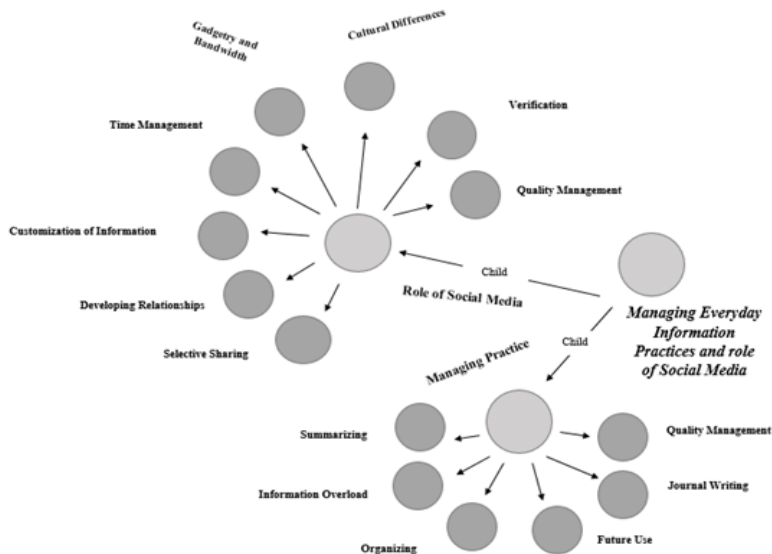 Gadgetry and
Bandwidth
Cultural Differences
Verification
Time Management
Quality Management
Customization of Information
Child
Role of Social Media
Developing Relationships
Selective Sharing
Managing Everyday
Information
Practices and role
of Social Media
Child
Managing Practice
Summarizing
Quality Management
Information Overload
Journal Writing
Organizing
Future Use